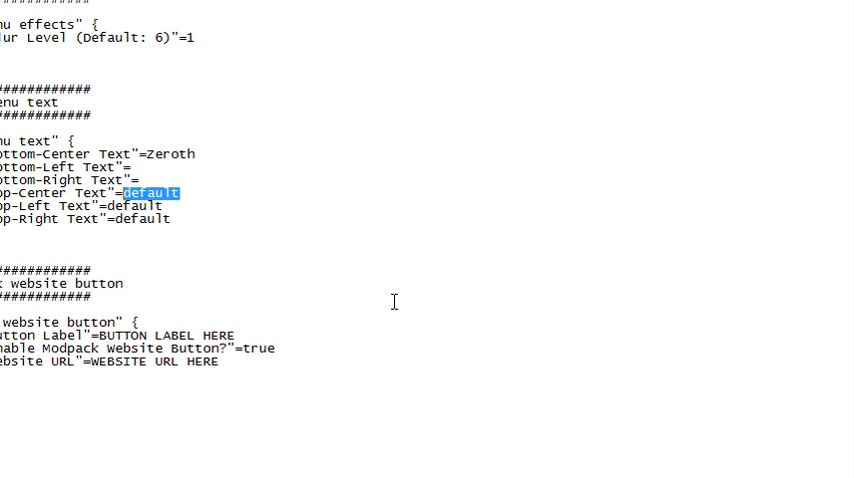 ############
nu effects" {
lur Level (Default: 6)"=1
############
enu text
############
nu text" {
ottom-Center Text"=Zeroth
ottom-Left Text"=
ottom-Right Text"=
op-Center Text"=default
op-Left Text"=default
op-Right Text"=default
############
k website button
############
website button" {
utton Label"=BUTTON LABEL HERE
nable Modpack Website Button?"=true
ebsite URL"=WEBSITE URL HERE